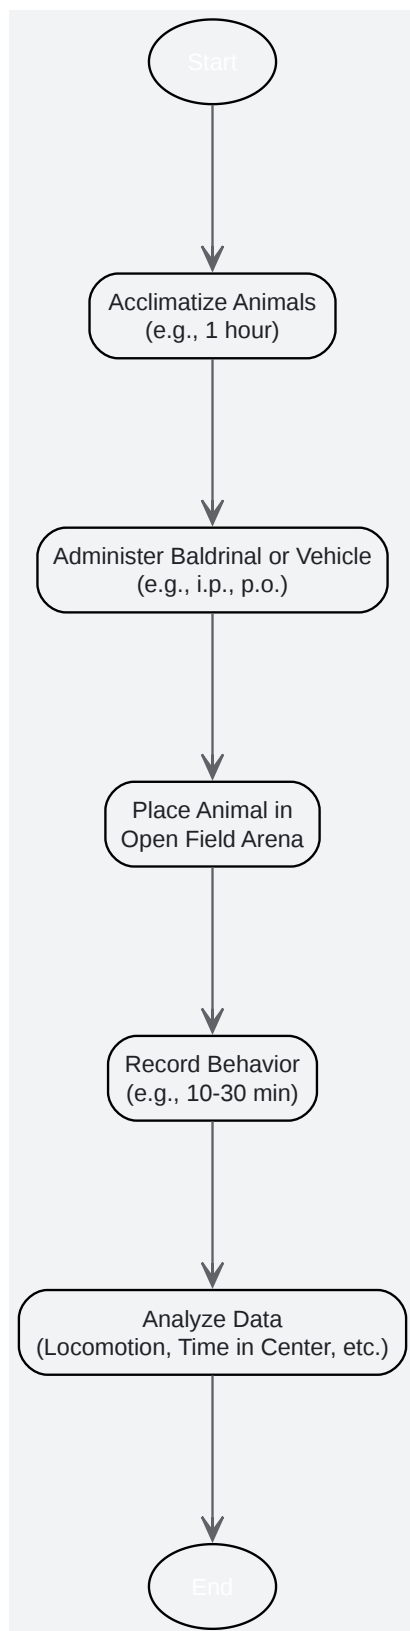 Start
Acclimatize Animals
(e.g., 1 hour)
Administer Baldrinal or Vehicle
(e.g., i.p., p.o.)
Place Animal in
Open Field Arena
Record Behavior
(e.g., 10-30 min)
Analyze Data
(Locomotion, Time in Center, etc.)
End